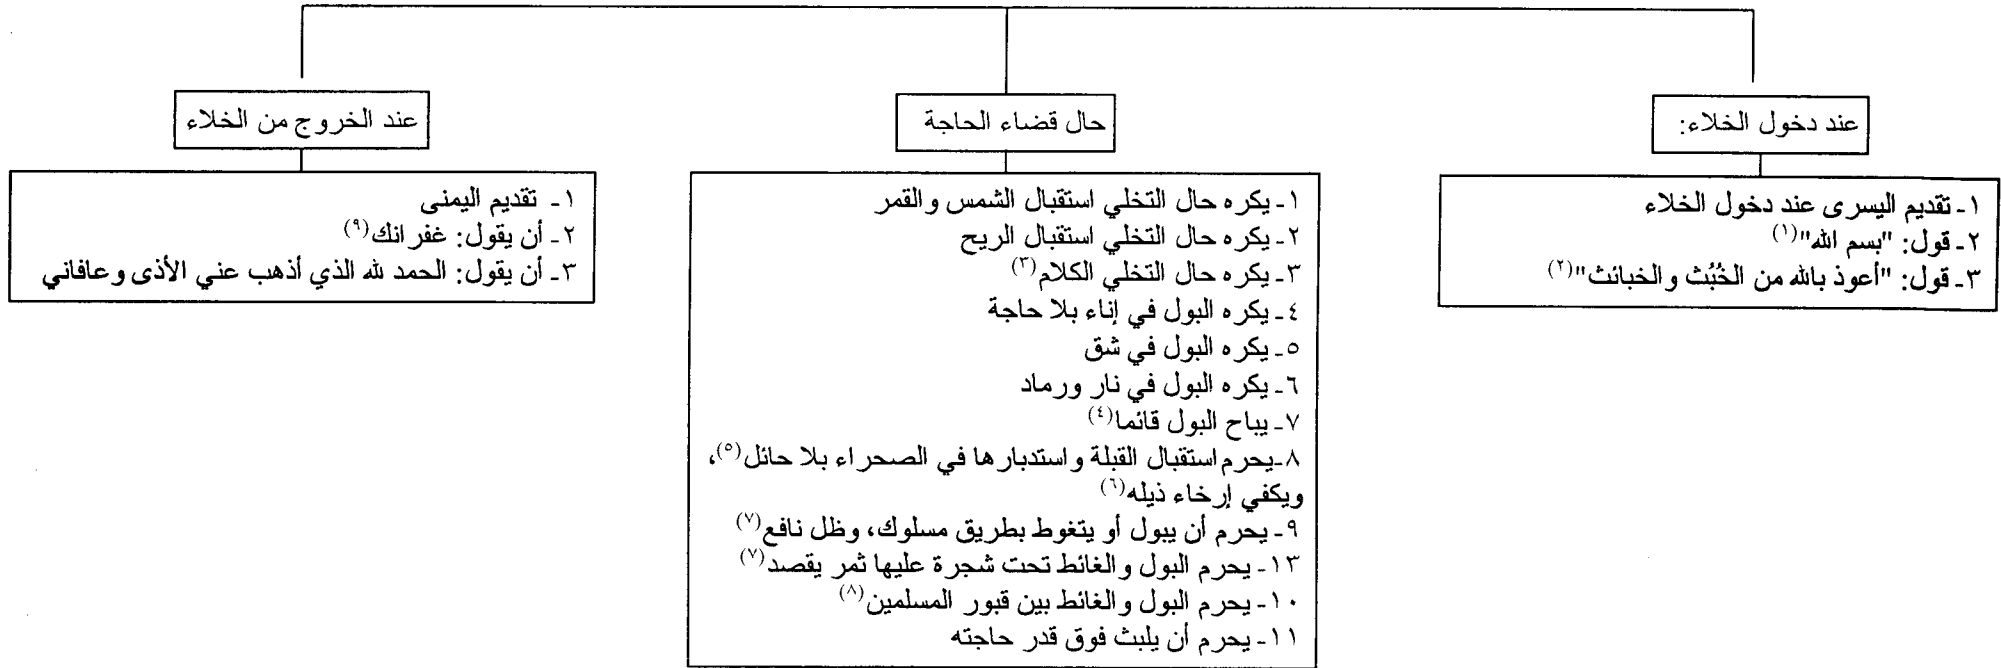 عند دخول الخلاء:
١- تقديم اليسرى عند دخول الخلاء
٢- قول: "بسم الله"(١)
٣- قول: "أعوذ بالله من الخُبُث والخبائث"(٢)
حال قضاء الحاجة
١- يكره حال التخلي استقبال الشمس والقمر
٢- يكره حال التخلي استقبال الريح
٣- يكره حال التخلي الكلام(٣)
٤- يكره البول في إناء بلا حاجة
٥- يكره البول في شق
٦- يكره البول في نار ورماد
٧- يباح البول قائما(٤)
٨- يحرم استقبال القبلة واستدبارها في الصحراء بلا حائل(٥)،
ويكفي إرخاء ذيله(٦)
٩- يحرم أن يبول أو يتغوط بطريق مسلوك، وظل نافع(٧)
١٣- يحرم البول والغائط تحت شجرة عليها ثمر يقصد(٧)
١٠- يحرم البول والغائط بين قبور المسلمين(٨)
١١- يحرم أن يلبث فوق قدر حاجته
عند الخروج من الخلاء
١- تقديم اليمنى
٢- أن يقول: غفرانك(٩)
٣- أن يقول: الحمد لله الذي أذهب عني الأذى وعافاني